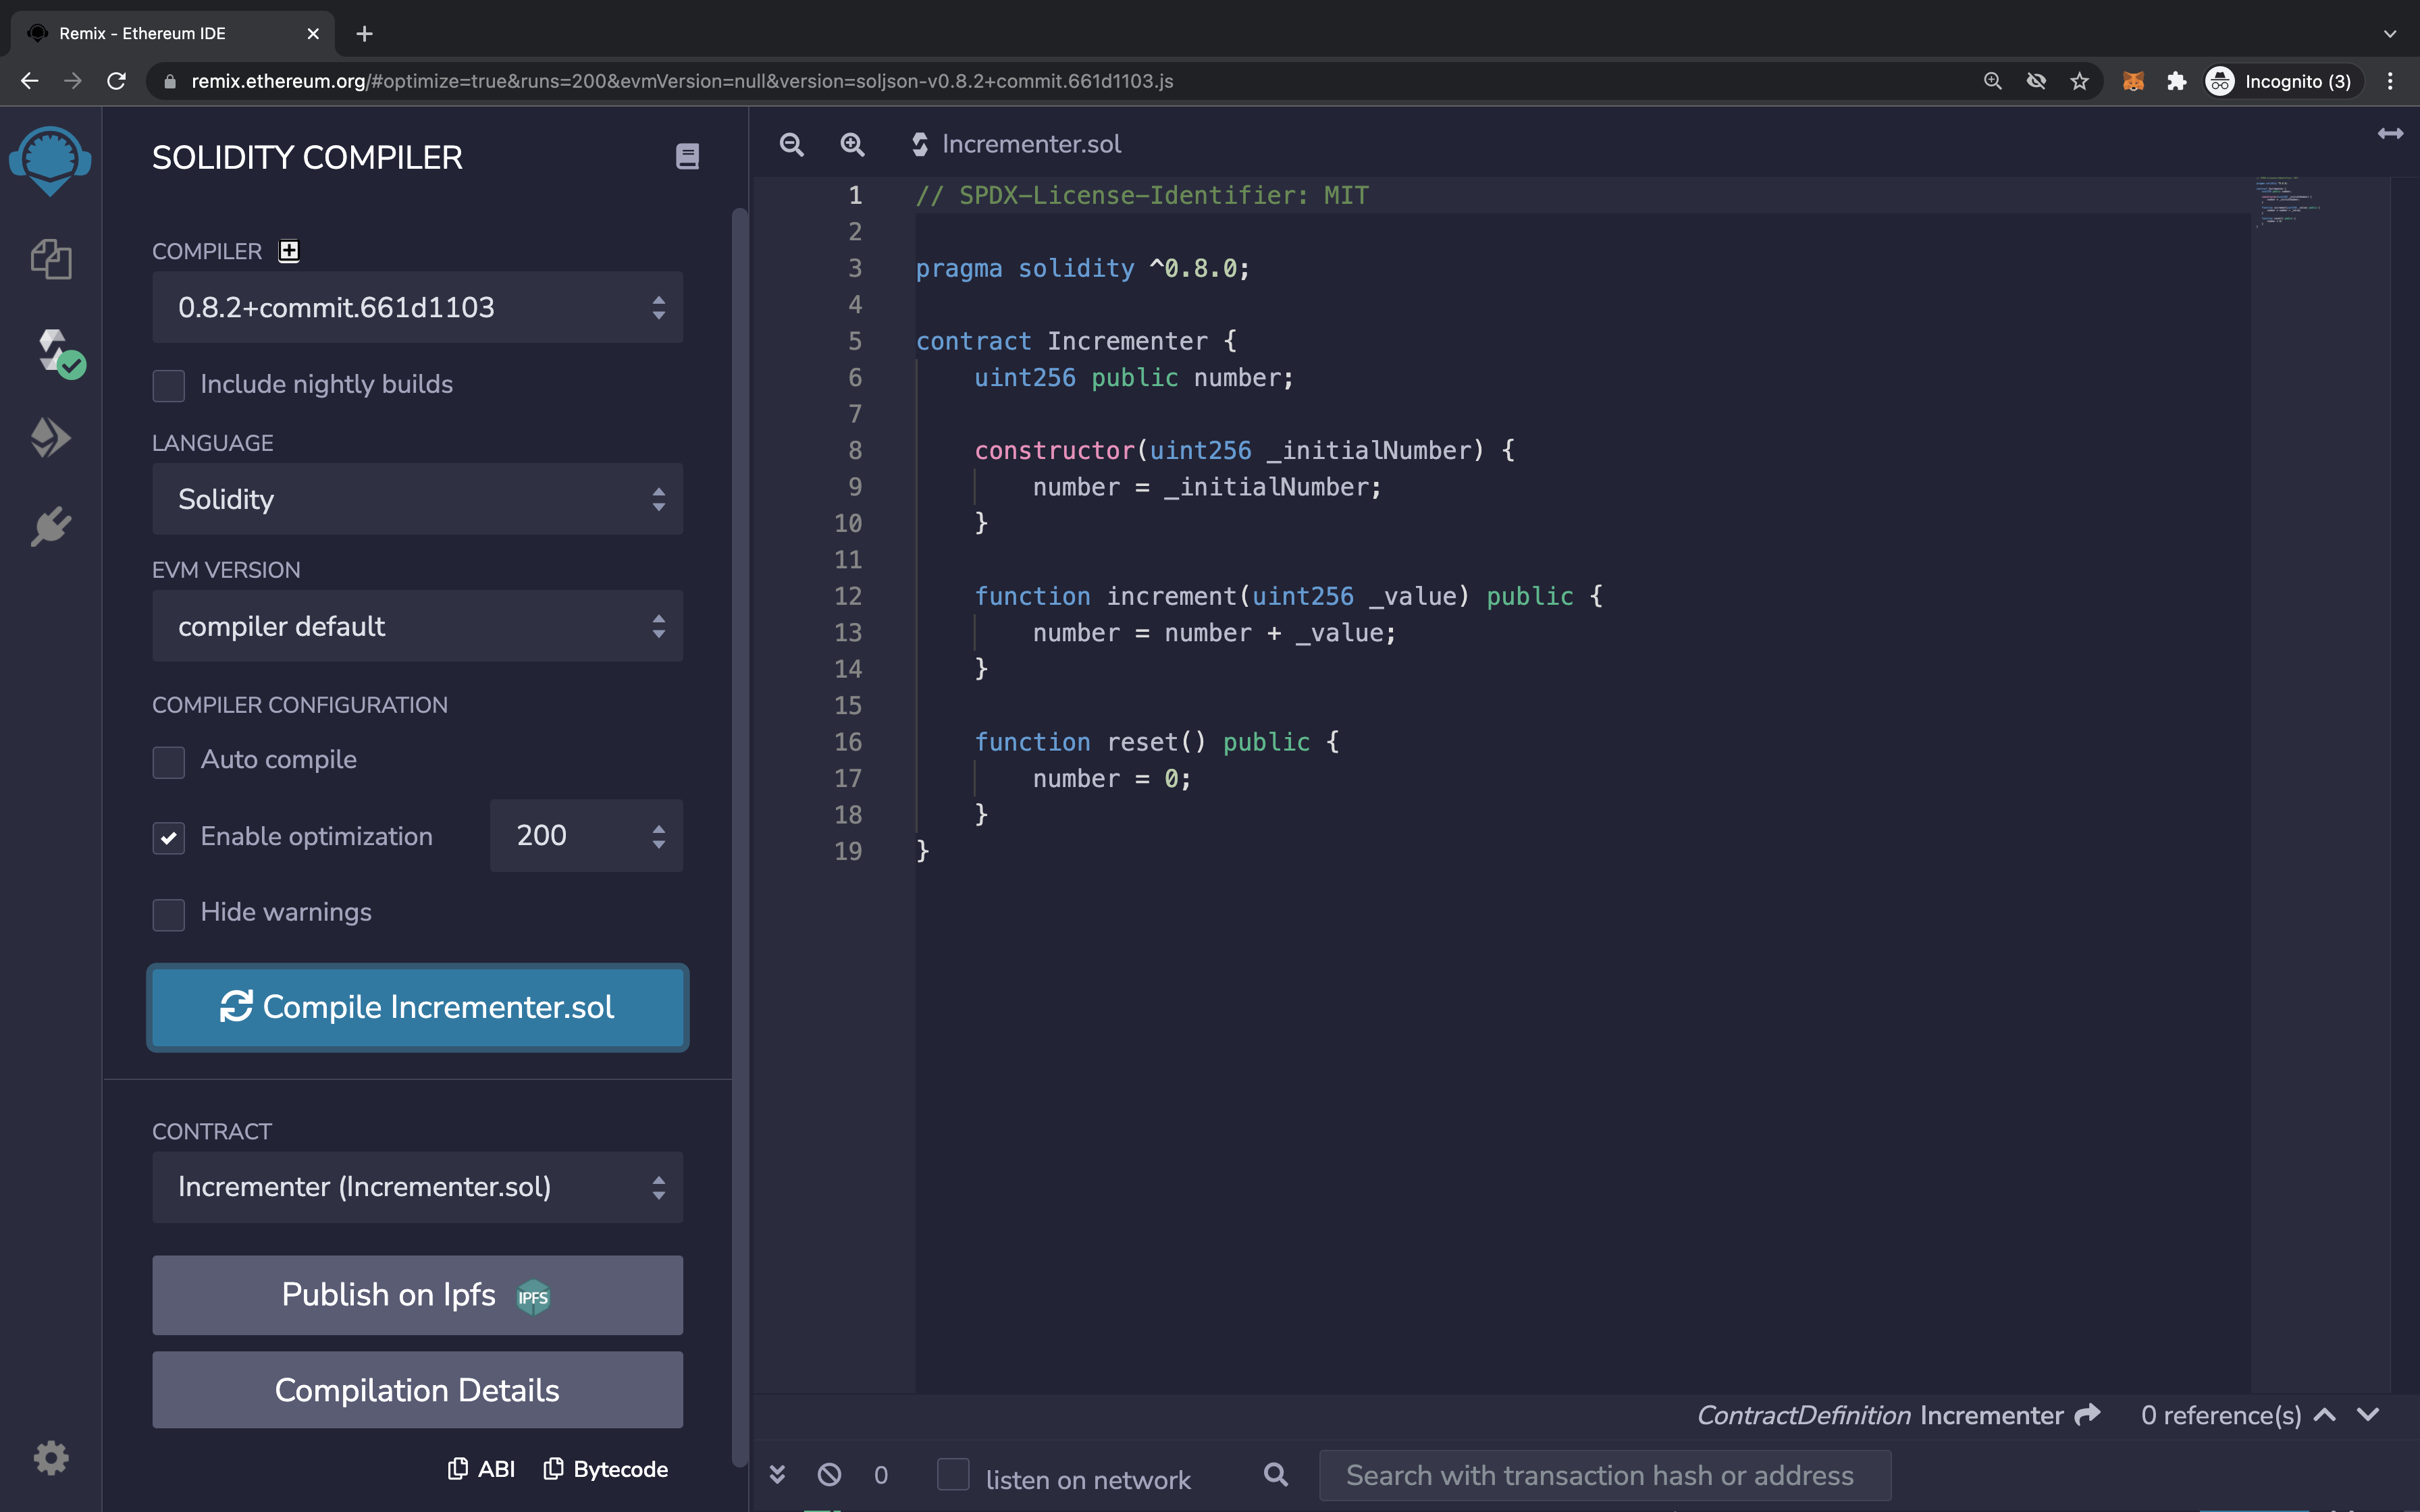 Remix - Ethereum IDE
remix.ethereum.org/#optimize=true&runs=200&evmVersion=null&version=soljson-v0.8.2+commit.661d1103.js
Incognito (3)
SOLIDITY COMPILER
COMPILER
0.8.2+commit.661d1103
Include nightly builds
LANGUAGE
Solidity
EVM VERSION
compiler default
COMPILER CONFIGURATION
Auto compile
Enable optimization 200
Hide warnings
Compile Incrementer.sol
CONTRACT
Incrementer (Incrementer.sol)
Publish on Ipfs IPFS
Compilation Details
ABI Bytecode
Incrementer.sol
1 // SPDX-License-Identifier: MIT
2
3 pragma solidity ^0.8.0;
4
5 contract Incrementer {
6 uint256 public number;
7
8 constructor(uint256 _initialNumber) {
9 number = _initialNumber;
10 }
11
12 function increment(uint256 _value) public {
13 number = number + _value;
14 }
15
16 function reset() public {
17 number = 0;
18 }
19 }
ContractDefinition Incrementer 0 reference(s)
0 listen on network Search with transaction hash or address